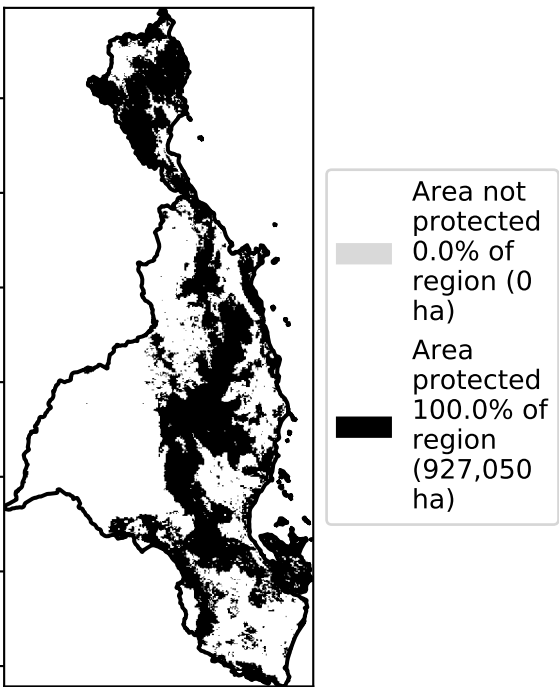 Area not
protected
0.0% of
region (0
ha)
Area
protected
100.0% of
region
(927,050
ha)